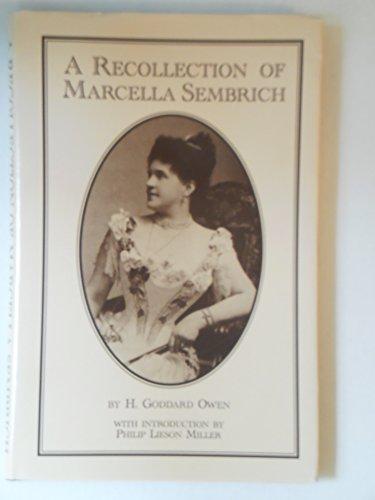 A RECOLLECTION OF
MARCELLA SEMBRICH
BY H. GODDARD OWEN
WITH INTRODUCTION BY
PHILIP LIESON MILLER